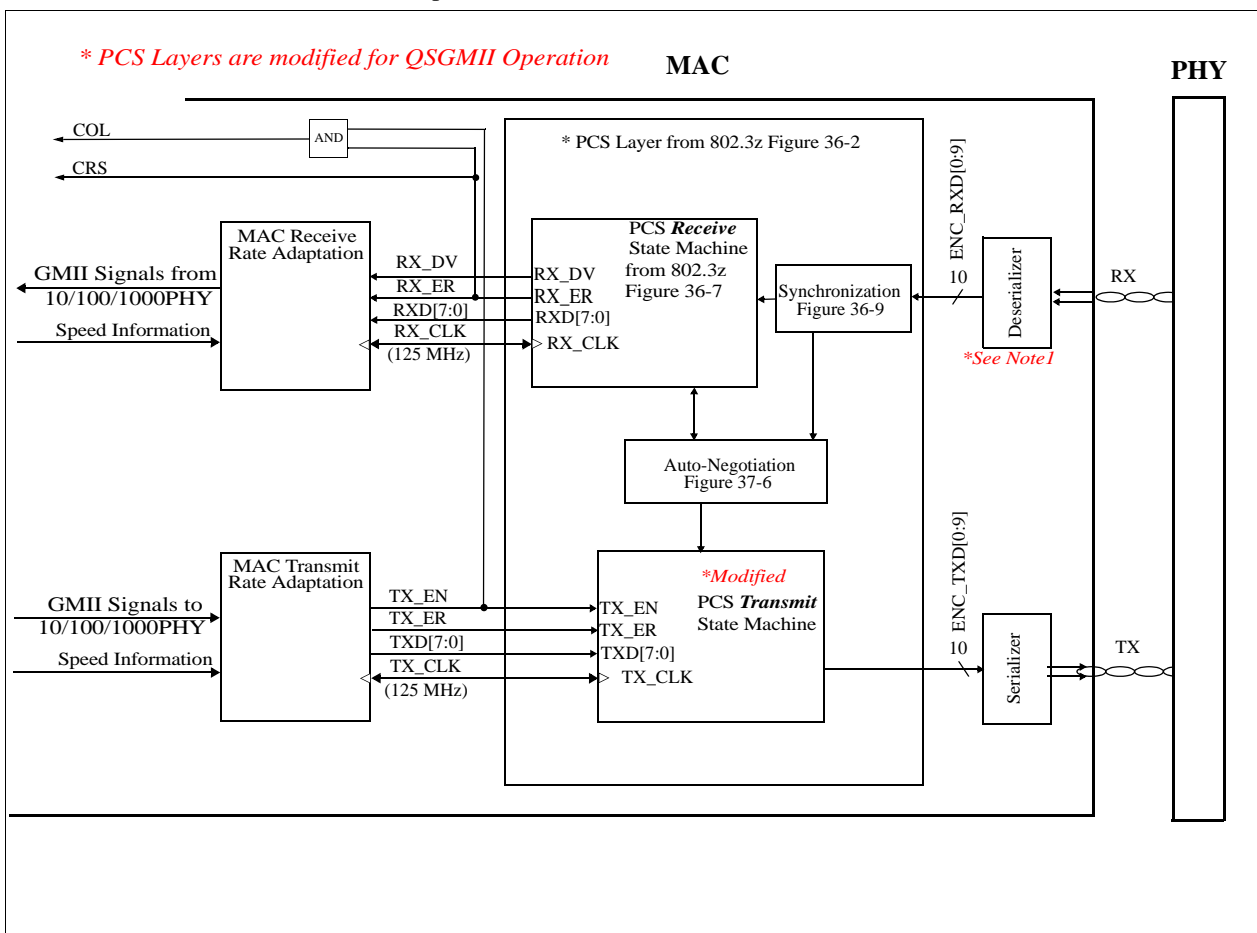 * PCS Layers are modified for QSGMII Operation
MAC
PHY
COL
AND
CRS
* PCS Layer from 802.3z Figure 36-2
MAC Receive
Rate Adaptation
GMII Signals from
10/100/1000PHY
Speed Information
RX_DV
RX_ER
RXD[7:0]
RX_CLK
(125 MHz)
RX_DV
RX_ER
RXD[7:0]
RX_CLK
PCS Receive
State Machine
from 802.3z
Figure 36-7
Synchronization
Figure 36-9
ENC_RXD[0:9]
10
Deserializer
*See Note1
RX
Auto-Negotiation
Figure 37-6
MAC Transmit
Rate Adaptation
GMII Signals to
10/100/1000PHY
Speed Information
TX_EN
TX_ER
TXD[7:0]
TX_CLK
(125 MHz)
TX_EN
TX_ER
TXD[7:0]
TX_CLK
*Modified
PCS Transmit
State Machine
ENC_TXD[0:9]
10
Serializer
TX